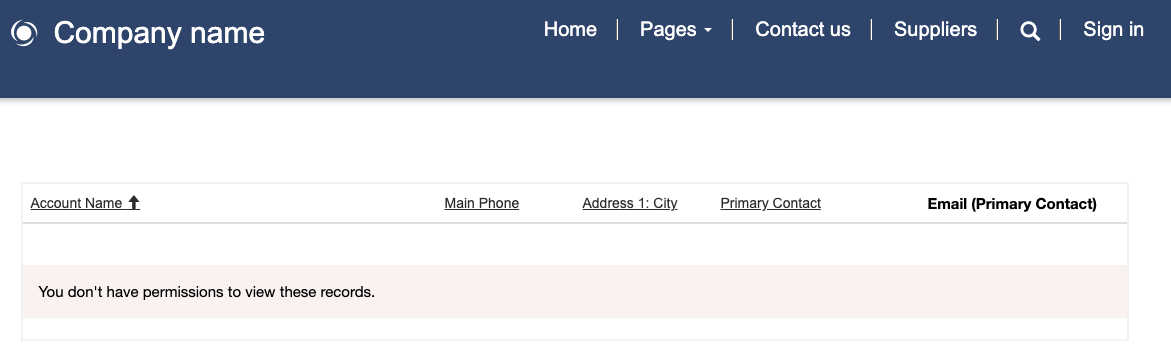 Company name
Home | Pages | Contact us | Suppliers | Sign in
Account Name Main Phone Address 1: City Primary Contact Email (Primary Contact)
You don't have permissions to view these records.